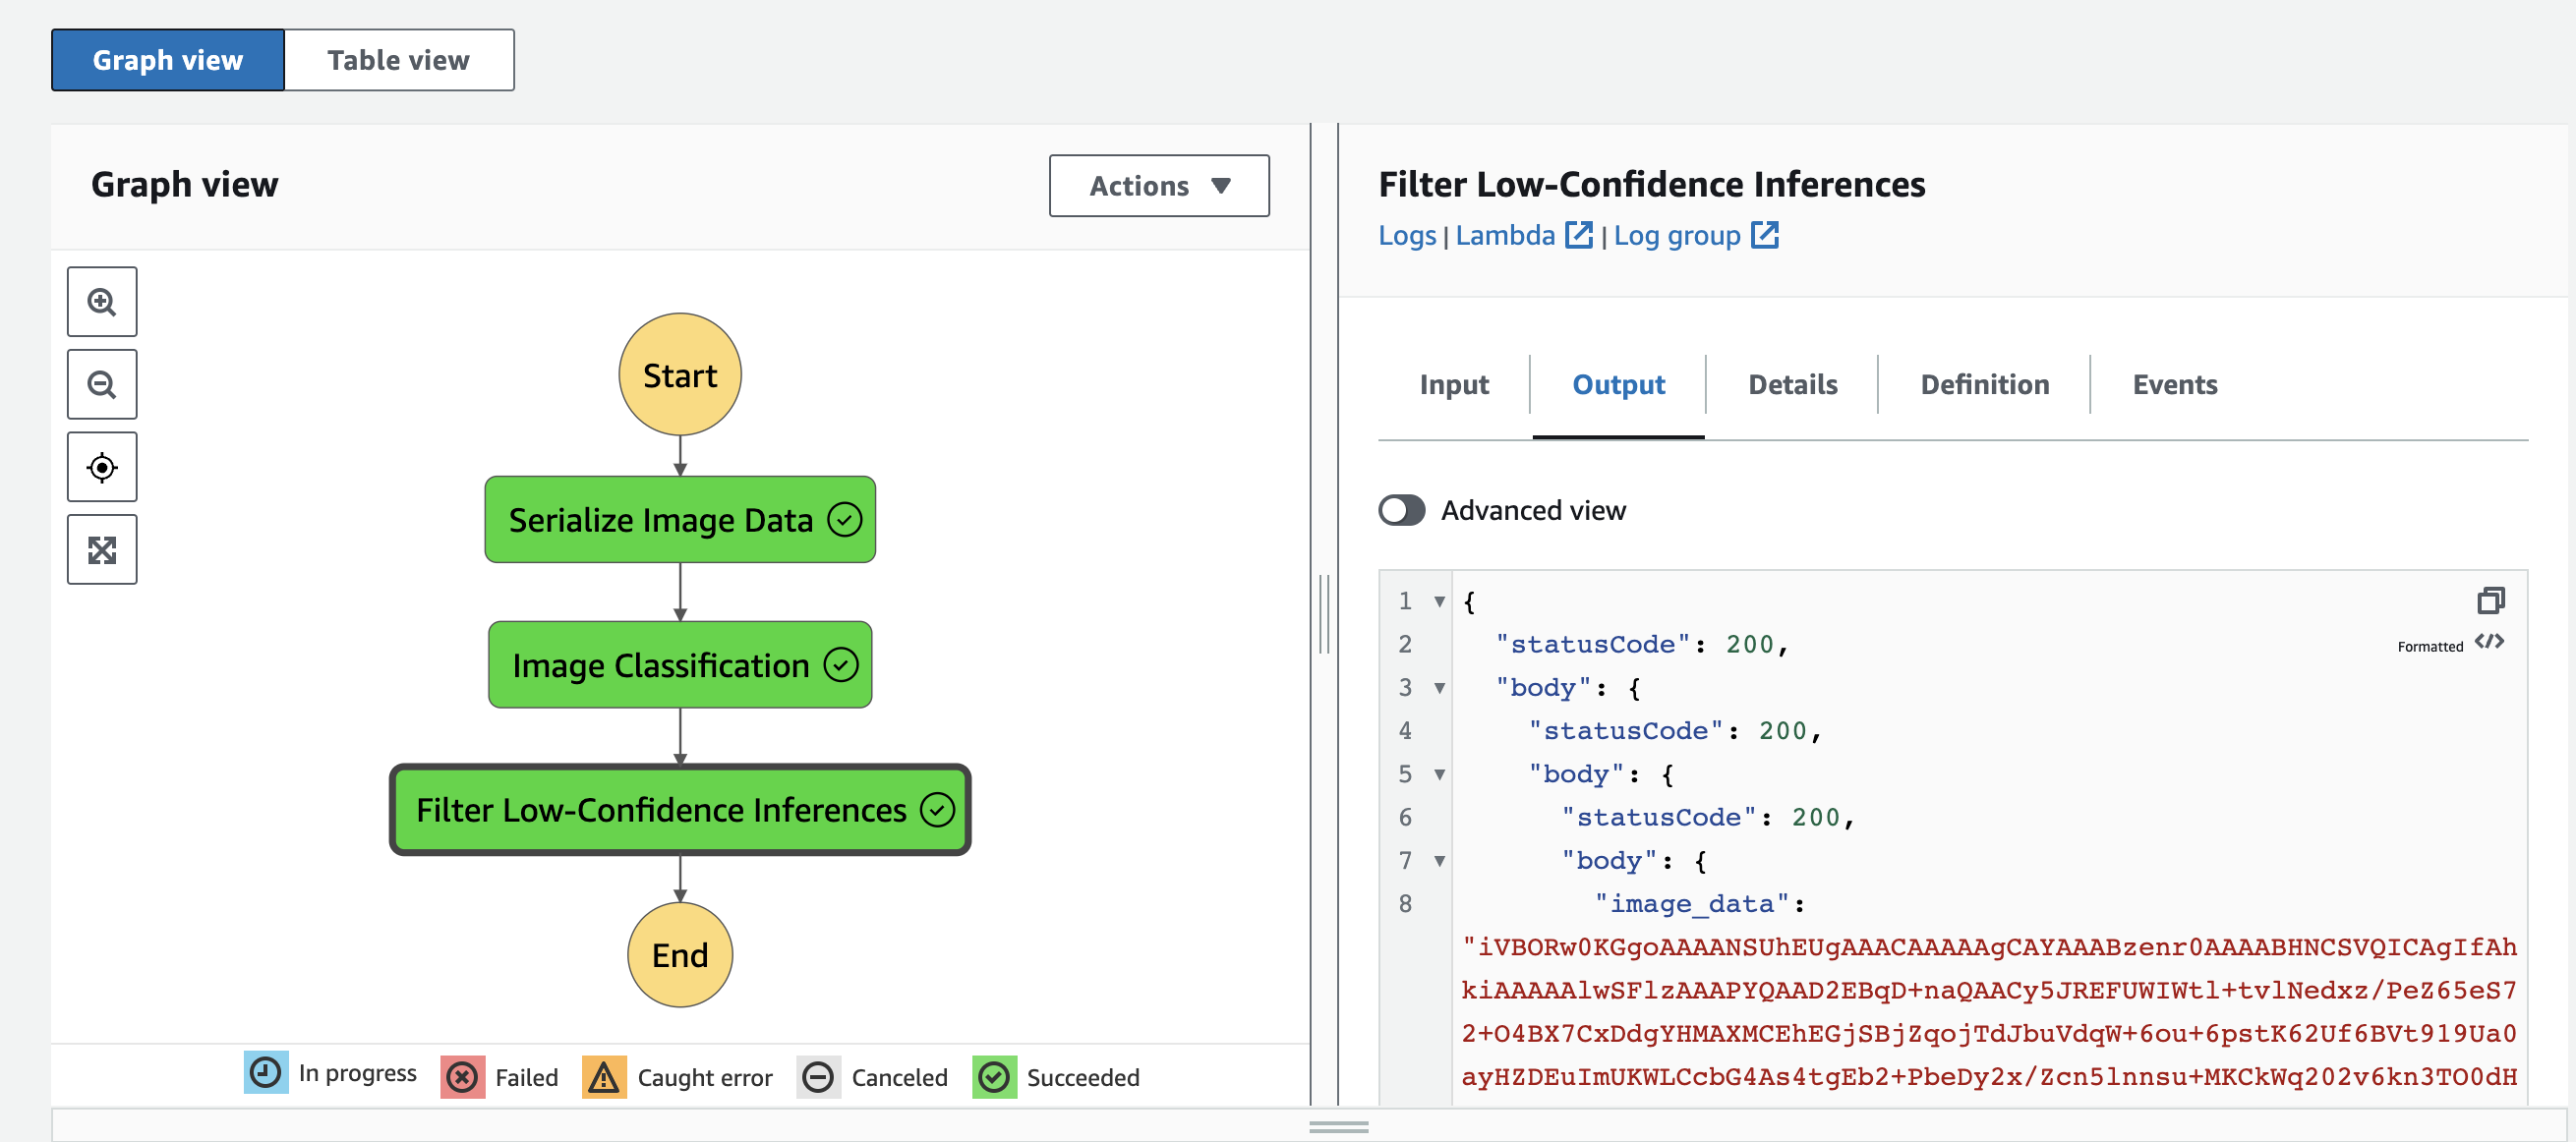 Graph view
Table view
Graph view
Actions
Start
Serialize Image Data
Image Classification
Filter Low-Confidence Inferences
End
In progress
Failed
Caught error
Canceled
Succeeded
Filter Low-Confidence Inferences
Logs | Lambda | Log group
Input
Output
Details
Definition
Events
Advanced view
Formatted
1 {
2 "statusCode": 200,
3 "body": {
4 "statusCode": 200,
5 "body": {
6 "statusCode": 200,
7 "body": {
8 "image_data":
"iVBORw0KGgoAAAANSUhEUgAAACAAAAAgCAYAAABzenr0AAAABHNCSVQICAgIfAh
kiAAAAAlwSFlzAAAPYQAAD2EBqD+naQAACy5JREFUWIWtl+tvlNedxz/PeZ65eS7
2+O4BX7CxDdgYHMAXMCEhEGjSBjZqojTdJbuVdqW+6ou+6pstK62Uf6BVt919Ua0
ayHZDEuImUKWLCcbG4As4tgEb2+PbeDy2x/Zcn5lnnsu+MKCkWq202v6kn3TO0dH